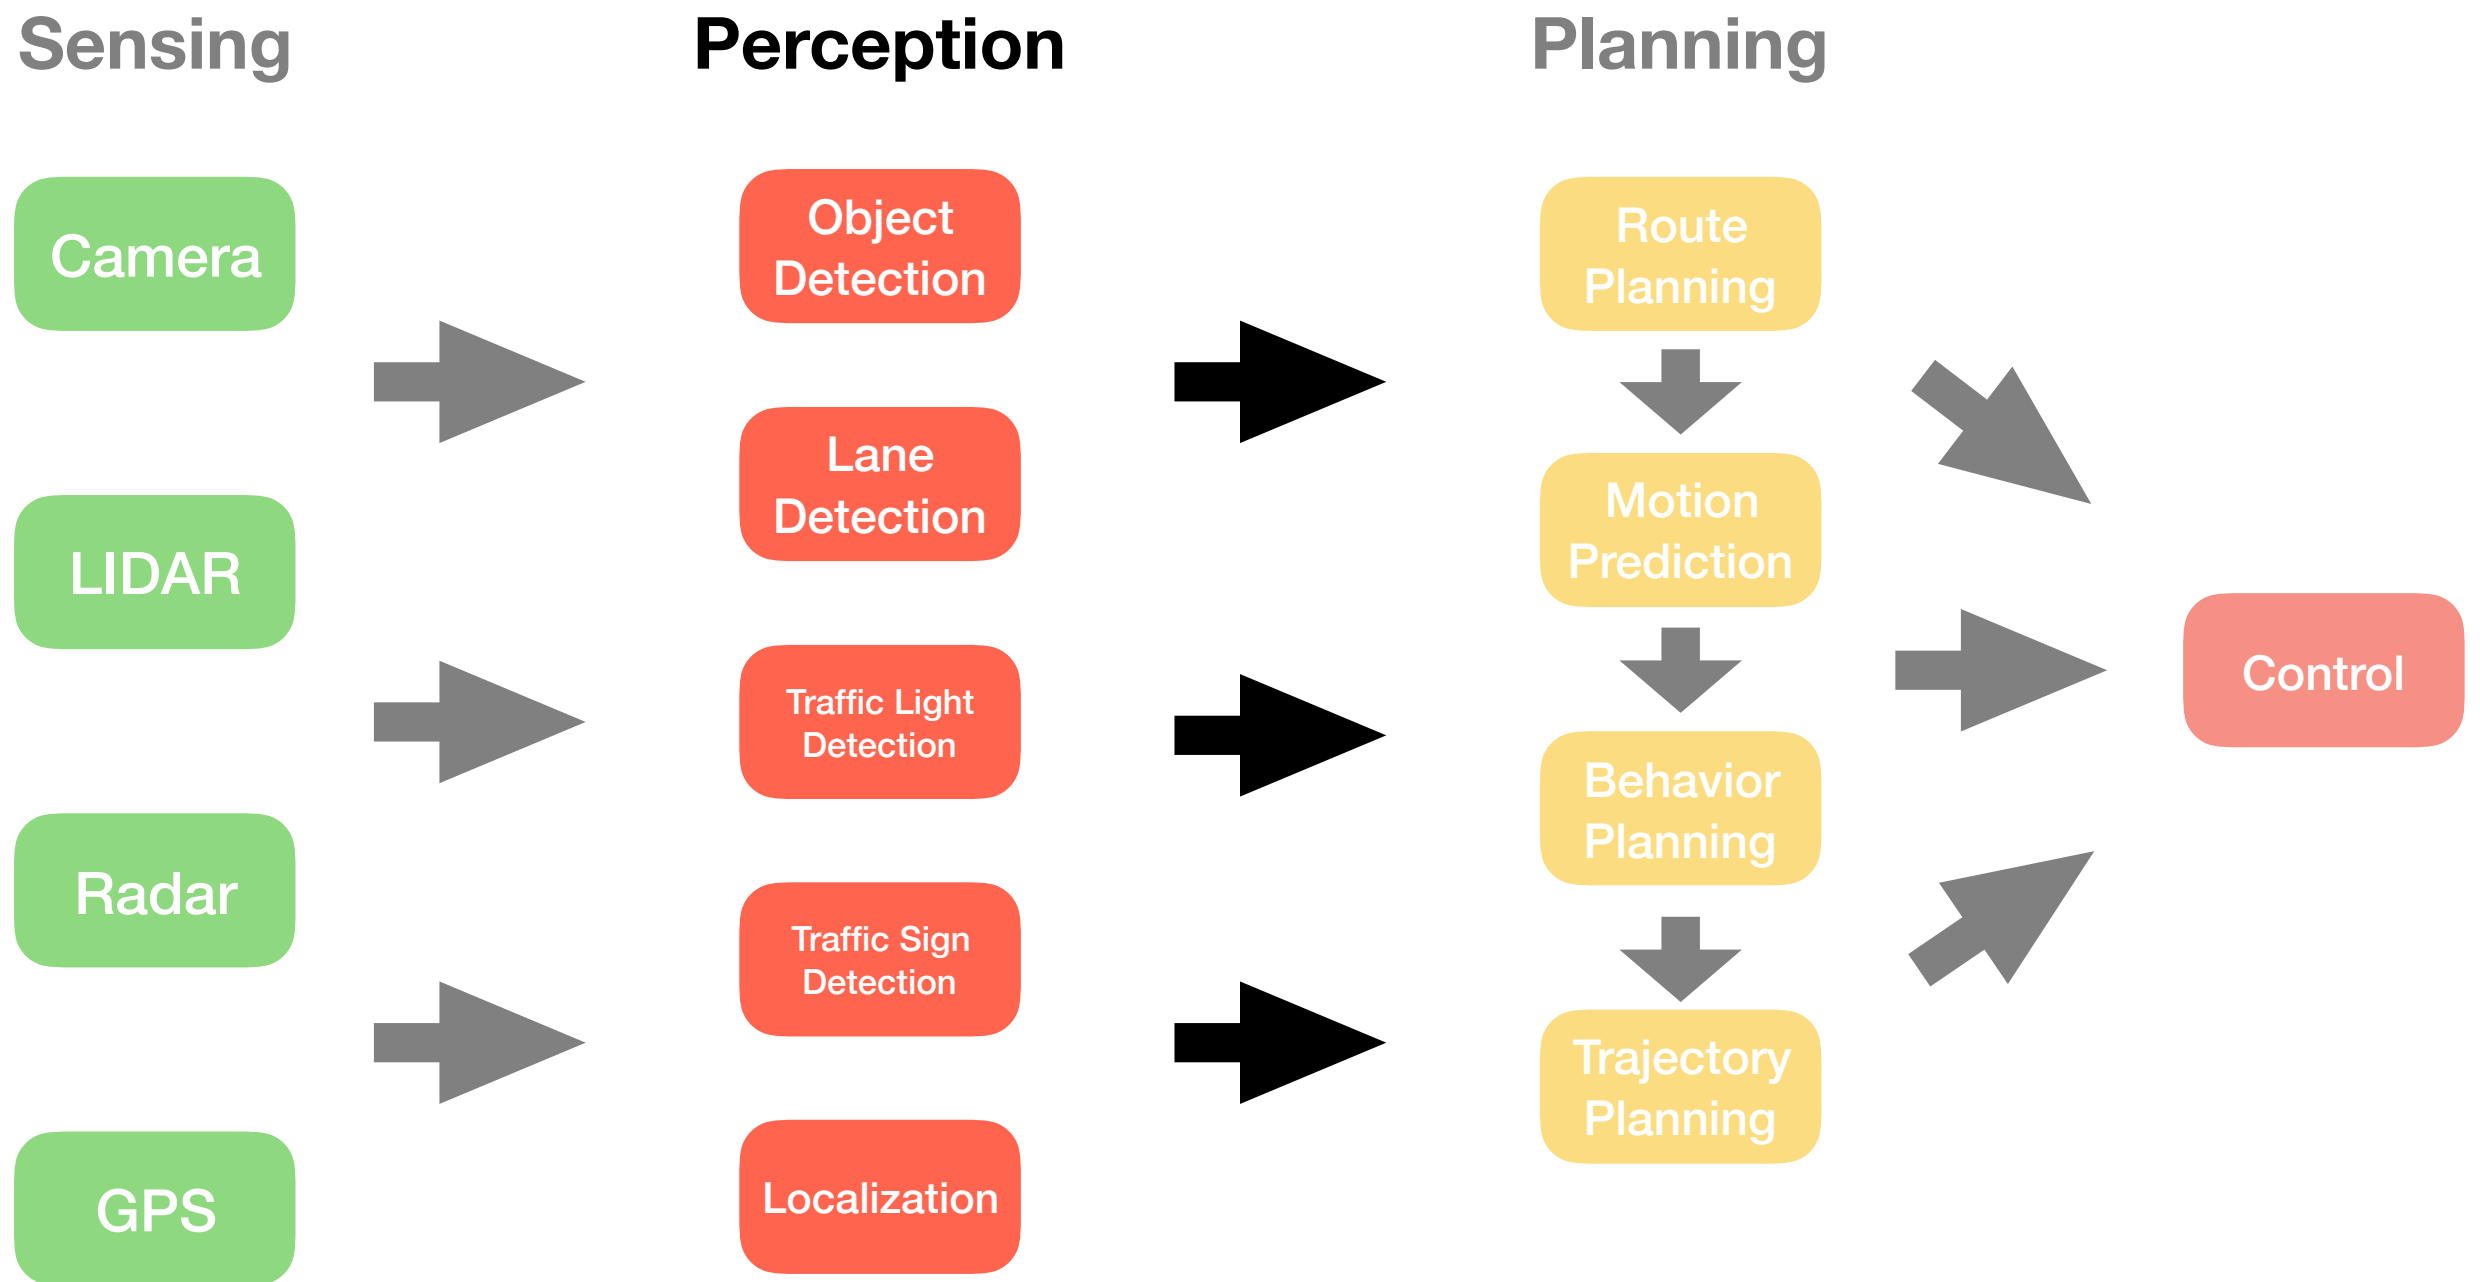 Sensing
Perception
Planning
Camera
LIDAR
Radar
GPS
Object
Detection
Lane
Detection
Traffic Light
Detection
Traffic Sign
Detection
Localization
Route
Planning
Motion
Prediction
Behavior
Planning
Trajectory
Planning
Control